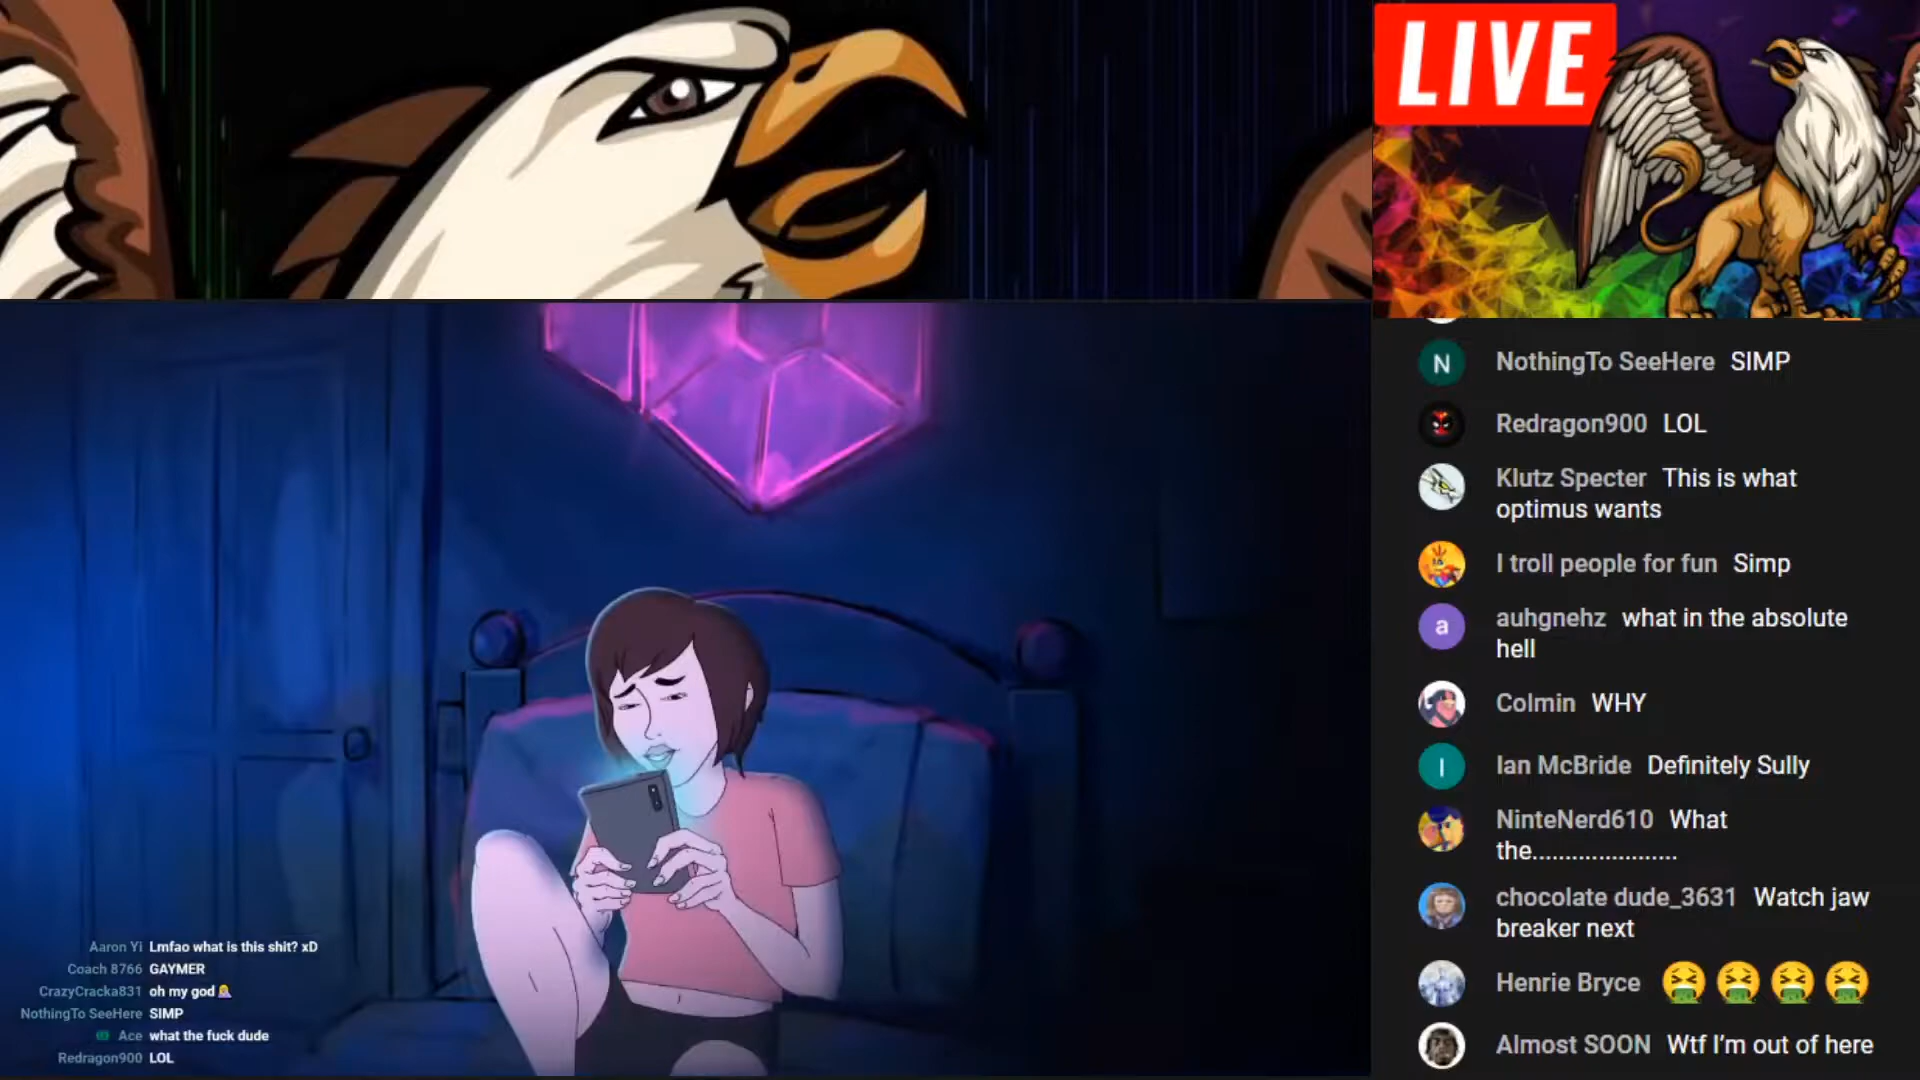 LIVE
NothingTo SeeHere SIMP
Redragon900 LOL
Klutz Specter This is what
optimus wants
I troll people for fun Simp
auhgnehz what in the absolute
hell
Colmin WHY
Ian McBride Definitely Sully
NinteNerd610 What
the......................
chocolate dude_3631 Watch jaw
breaker next
Henrie Bryce 🤮 🤮 🤮 🤮
Almost SOON Wtf I'm out of here
N
a
I
Aaron Yi Lmfao what is this shit? xD
Coach 8766 GAYMER
CrazyCracka831 oh my god 🤦‍♀️
NothingTo SeeHere SIMP
Ace what the fuck dude
Redragon900 LOL